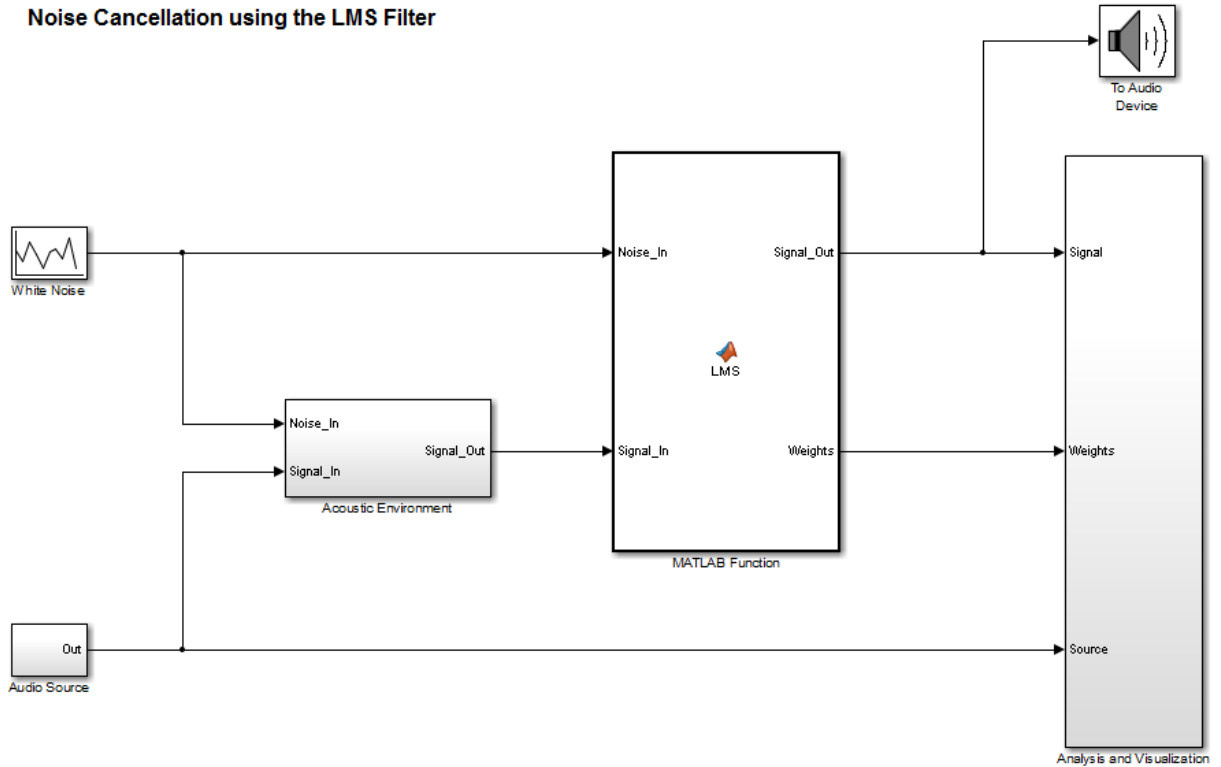 Noise Cancellation using the LMS Filter
To Audio
Device
White Noise
Noise_In
Signal_Out
Signal
LMS
Noise_In
Signal_Out
Signal_In
Acoustic Environment
Signal_In
Weights
Weights
MATLAB Function
Out
Audio Source
Source
Analysis and Visualization